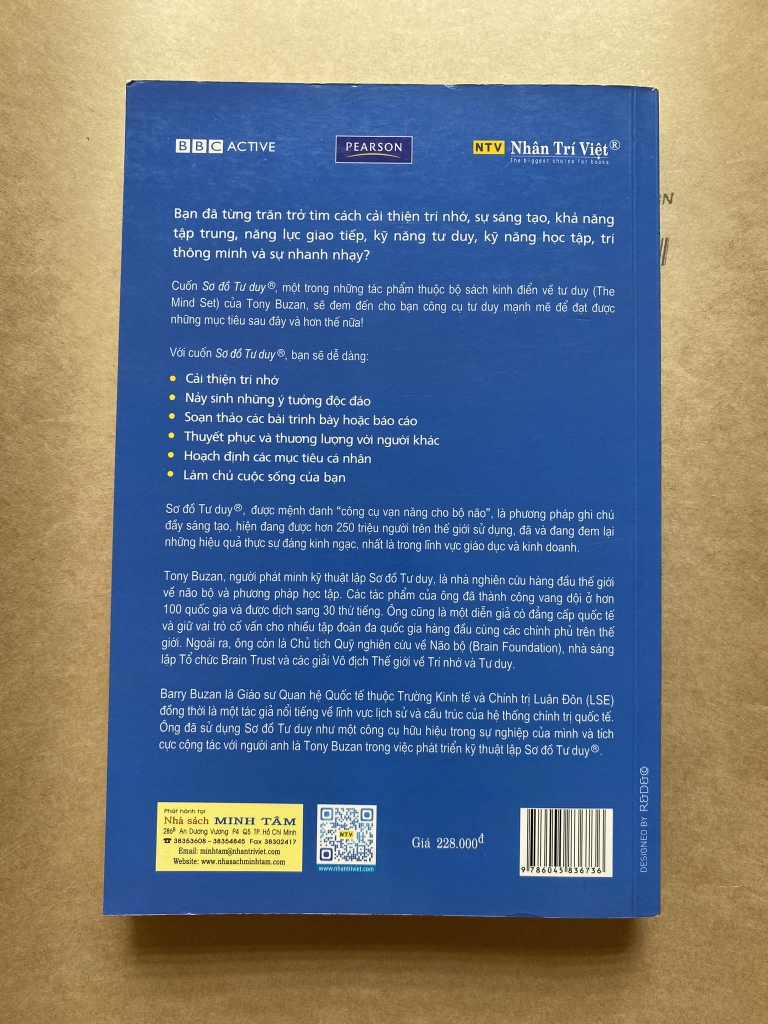 BBC ACTIVE
PEARSON
NTV Nhân Trí Việt®
The biggest choice for books
Bạn đã từng trăn trở tìm cách cải thiện trí nhớ, sự sáng tạo, khả năng
tập trung, năng lực giao tiếp, kỹ năng tư duy, kỹ năng học tập, trí
thông minh và sự nhanh nhạy?
Cuốn Sơ đồ Tư duy®, một trong những tác phẩm thuộc bộ sách kinh điển về tư duy (The
Mind Set) của Tony Buzan, sẽ đem đến cho bạn công cụ tư duy mạnh mẽ để đạt được
những mục tiêu sau đây và hơn thế nữa!
Với cuốn Sơ đồ Tư duy®, bạn sẽ dễ dàng:
• Cải thiện trí nhớ
• Nảy sinh những ý tưởng độc đáo
• Soạn thảo các bài trình bày hoặc báo cáo
• Thuyết phục và thương lượng với người khác
• Hoạch định các mục tiêu cá nhân
• Làm chủ cuộc sống của bạn
Sơ đồ Tư duy®, được mệnh danh “công cụ vạn năng cho bộ não”, là phương pháp ghi chú
đầy sáng tạo, hiện đang được hơn 250 triệu người trên thế giới sử dụng, đã và đang đem lại
những hiệu quả thực sự đáng kinh ngạc, nhất là trong lĩnh vực giáo dục và kinh doanh.
Tony Buzan, người phát minh kỹ thuật lập Sơ đồ Tư duy, là nhà nghiên cứu hàng đầu thế giới
về não bộ và phương pháp học tập. Các tác phẩm của ông đã thành công vang dội ở hơn
100 quốc gia và được dịch sang 30 thứ tiếng. Ông cũng là một diễn giả có đẳng cấp quốc tế
và giữ vai trò cố vấn cho nhiều tập đoàn đa quốc gia hàng đầu cùng các chính phủ trên thế
giới. Ngoài ra, ông còn là Chủ tịch Quỹ nghiên cứu về Não bộ (Brain Foundation), nhà sáng
lập Tổ chức Brain Trust và các giải Vô địch Thế giới về Trí nhớ và Tư duy.
Barry Buzan là Giáo sư Quan hệ Quốc tế thuộc Trường Kinh tế và Chính trị Luân Đôn (LSE)
đồng thời là một tác giả nổi tiếng về lĩnh vực lịch sử và cấu trúc của hệ thống chính trị quốc tế.
Ông đã sử dụng Sơ đồ Tư duy như một công cụ hữu hiệu trong sự nghiệp của mình và tích
cực cộng tác với người anh là Tony Buzan trong việc phát triển kỹ thuật lập Sơ đồ Tư duy®.
Phát hành tại
Nhà sách MINH TÂM
286B An Dương Vương P4 Q5 TP. Hồ Chí Minh
☎ 38353608 - 38354845 Fax 38302417
Email: minhtam@nhantriviet.com
Website: www.nhasachminhtam.com
NTV
www.nhantriviet.com
Giá 228.000đ
9 786045 836736
DESIGNED BY R&D&©